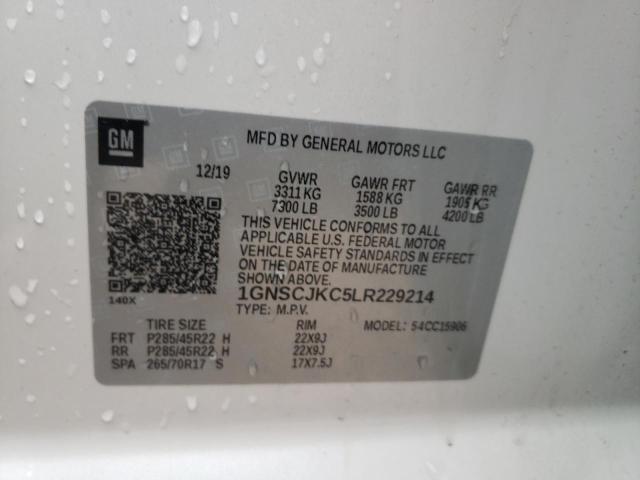 GM
MFD BY GENERAL MOTORS LLC
12/19 GVWR GAWR FRT GAWR RR
3311 KG 1588 KG 1905 KG
7300 LB 3500 LB 4200 LB
THIS VEHICLE CONFORMS TO ALL
APPLICABLE U.S. FEDERAL MOTOR
VEHICLE SAFETY STANDARDS IN EFFECT
ON THE DATE OF MANUFACTURE
SHOWN ABOVE.
140X 1GNSCJKC5LR229214
TYPE: M.P.V. MODEL: 54CC15906
TIRE SIZE RIM
FRT P285/45R22 H 22X9J
RR P285/45R22 H 22X9J
SPA 265/70R17 S 17X7.5J